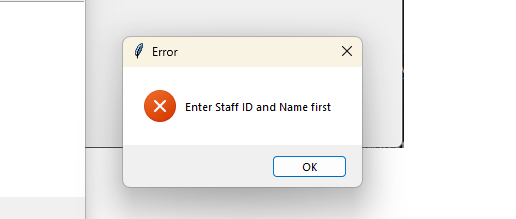 Error
Enter Staff ID and Name first
OK